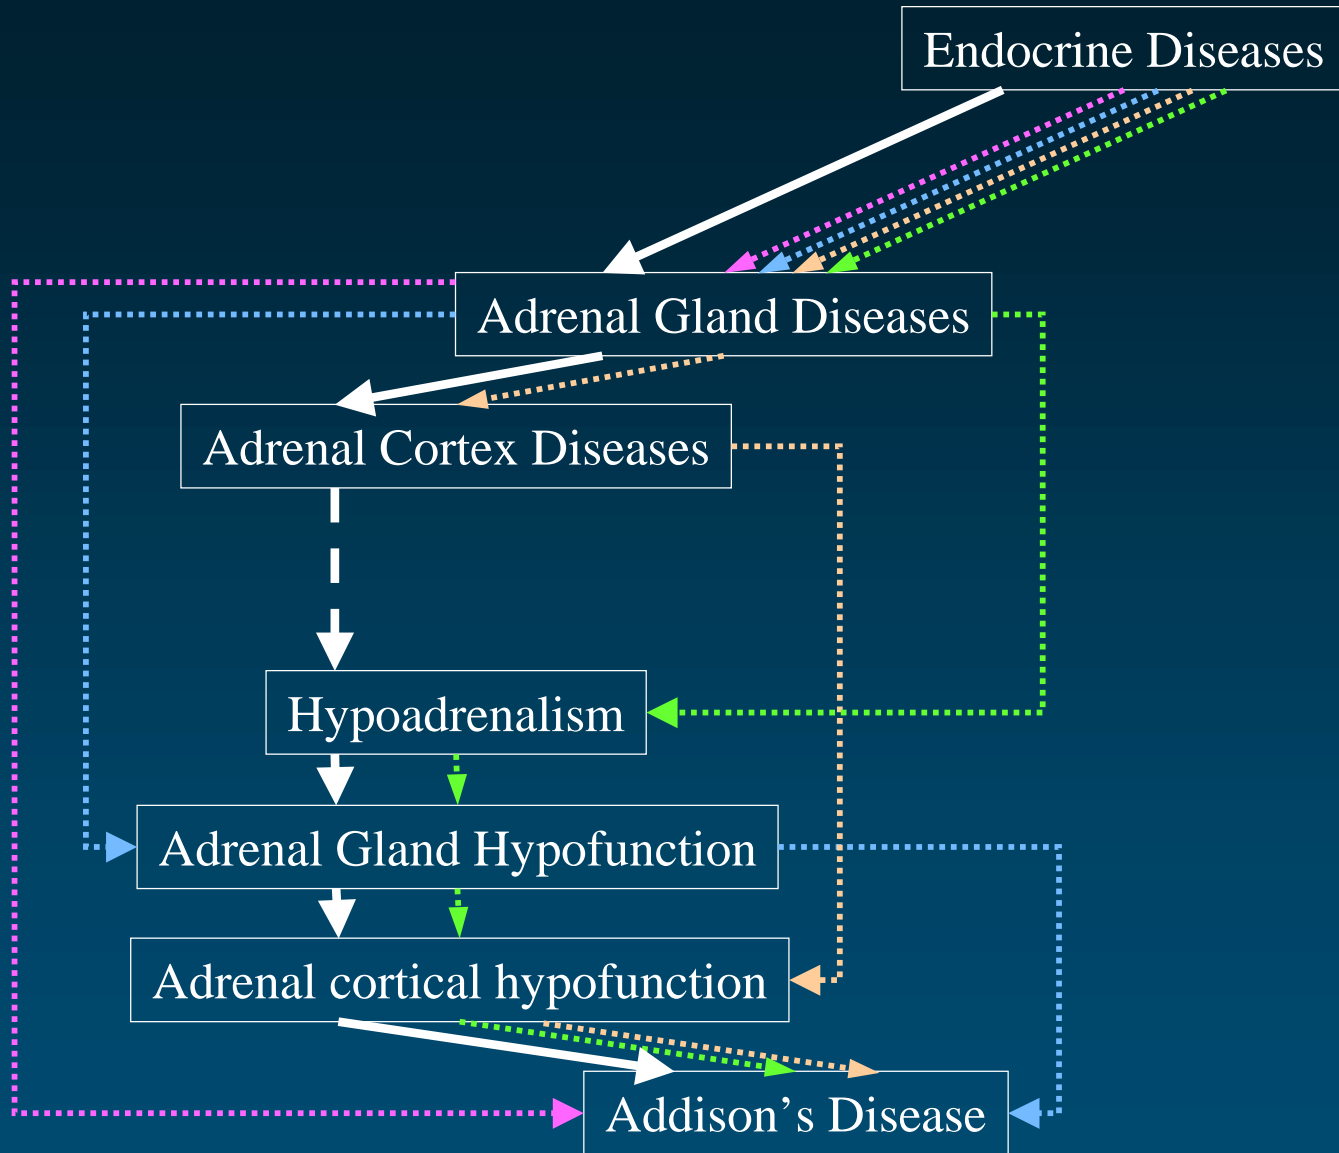 Endocrine Diseases
Adrenal Gland Diseases
Adrenal Cortex Diseases
Hypoadrenalism
Adrenal Gland Hypofunction
Adrenal cortical hypofunction
Addison’s Disease